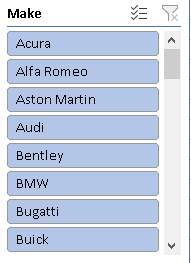 Make
Acura
Alfa Romeo
Aston Martin
Audi
Bentley
BMW
Bugatti
Buick